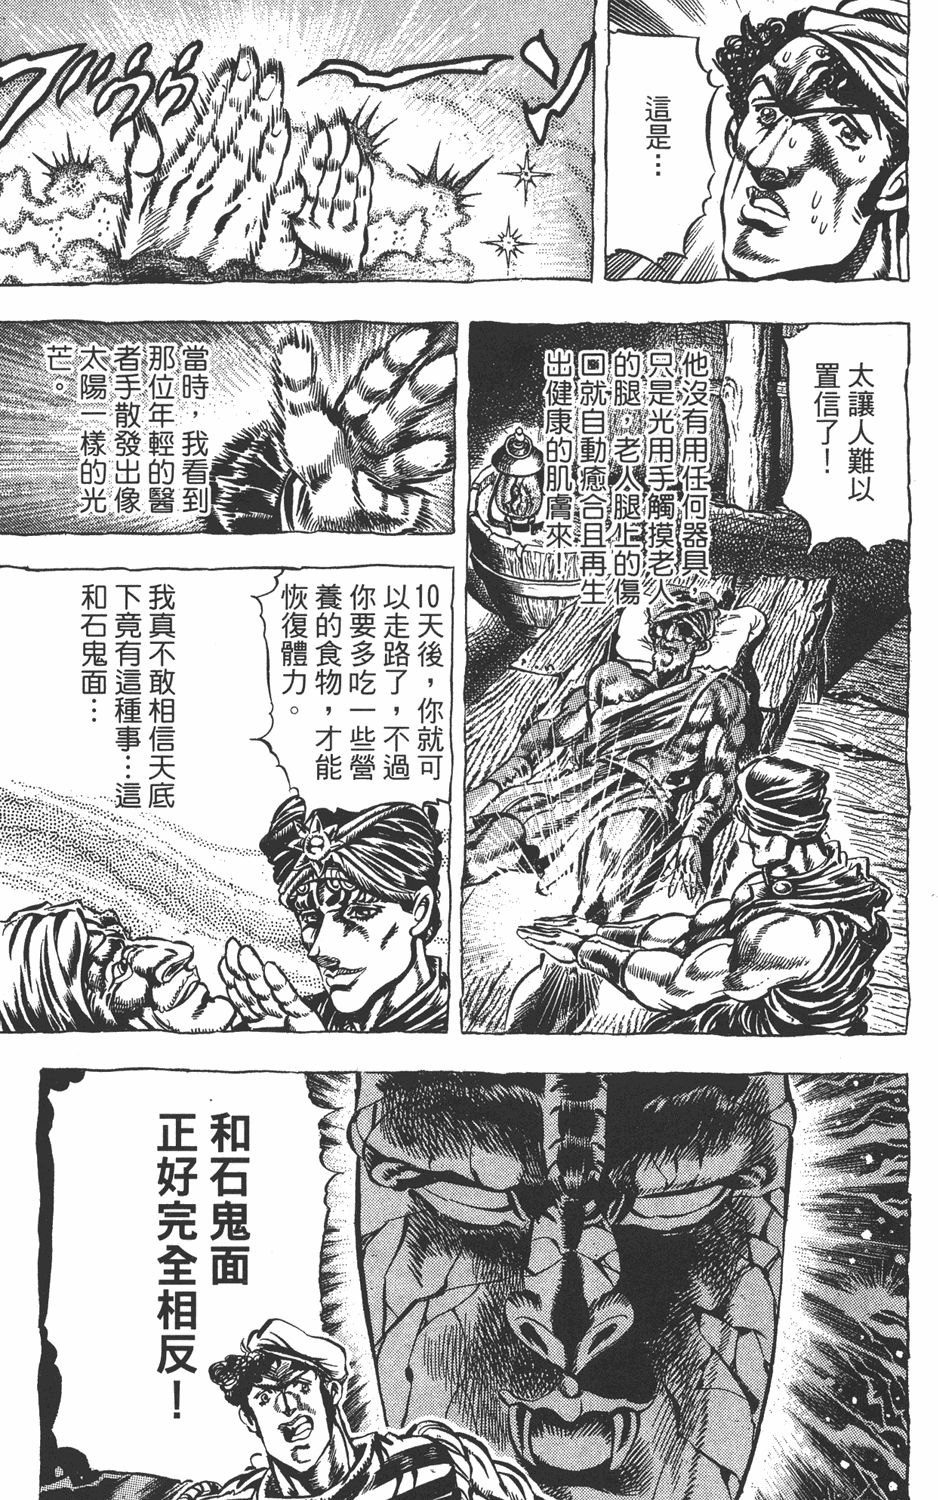 這是⋯
ブゥゥゥーーン
太讓人難以
置信了！
他沒有用任何器具，
只是光用手觸摸老人
的腿，老人腿上的傷
口就自動癒合且再生
出健康的肌膚來！
當時，我看到
那位年輕的醫
者手散發出像
太陽一樣的光
芒。
10天後，你就可
以走路了，不過
你要多吃一些營
養的食物，才能
恢復體力。
我真不敢相信天底
下竟有這種事⋯這
和石鬼面⋯
和石鬼面
正好完全相反！